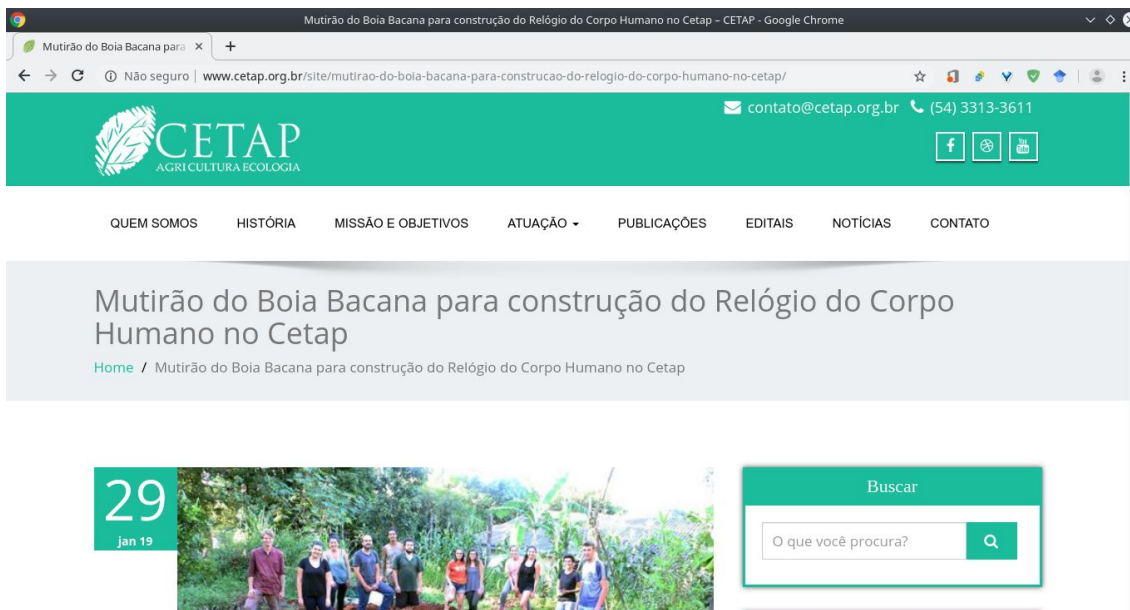 Mutirão do Boia Bacana para construção do Relógio do Corpo Humano no Cetap – CETAP - Google Chrome
Mutirão do Boia Bacana para
Não seguro | www.cetap.org.br/site/mutirao-do-boia-bacana-para-construcao-do-relogio-do-corpo-humano-no-cetap/
contato@cetap.org.br (54) 3313-3611
CETAP
AGRICULTURA ECOLOGIA
You Tube
QUEM SOMOS HISTÓRIA MISSÃO E OBJETIVOS ATUAÇÃO PUBLICAÇÕES EDITAIS NOTÍCIAS CONTATO
Mutirão do Boia Bacana para construção do Relógio do Corpo
Humano no Cetap
Home / Mutirão do Boia Bacana para construção do Relógio do Corpo Humano no Cetap
29
jan 19
Buscar
O que você procura?